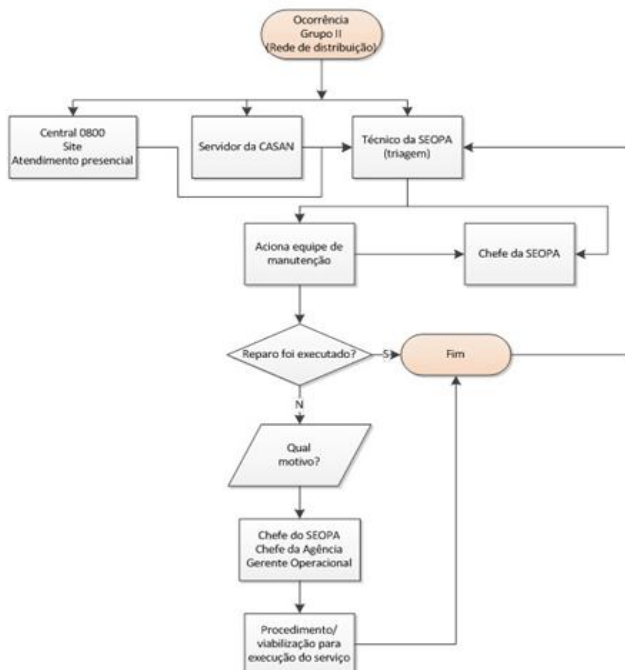 Ocorrência
Grupo II
(Rede de distribuição)
Central 0800
Site
Atendimento presencial
Servidor da CASAN
Técnico da SEOPA
(triagem)
Aciona equipe de
manutenção
Chefe da SEOPA
Reparo foi executado?
S
Fim
N
Qual
motivo?
Chefe do SEOPA
Chefe da Agência
Gerente Operacional
Procedimento/
viabilização para
execução do serviço